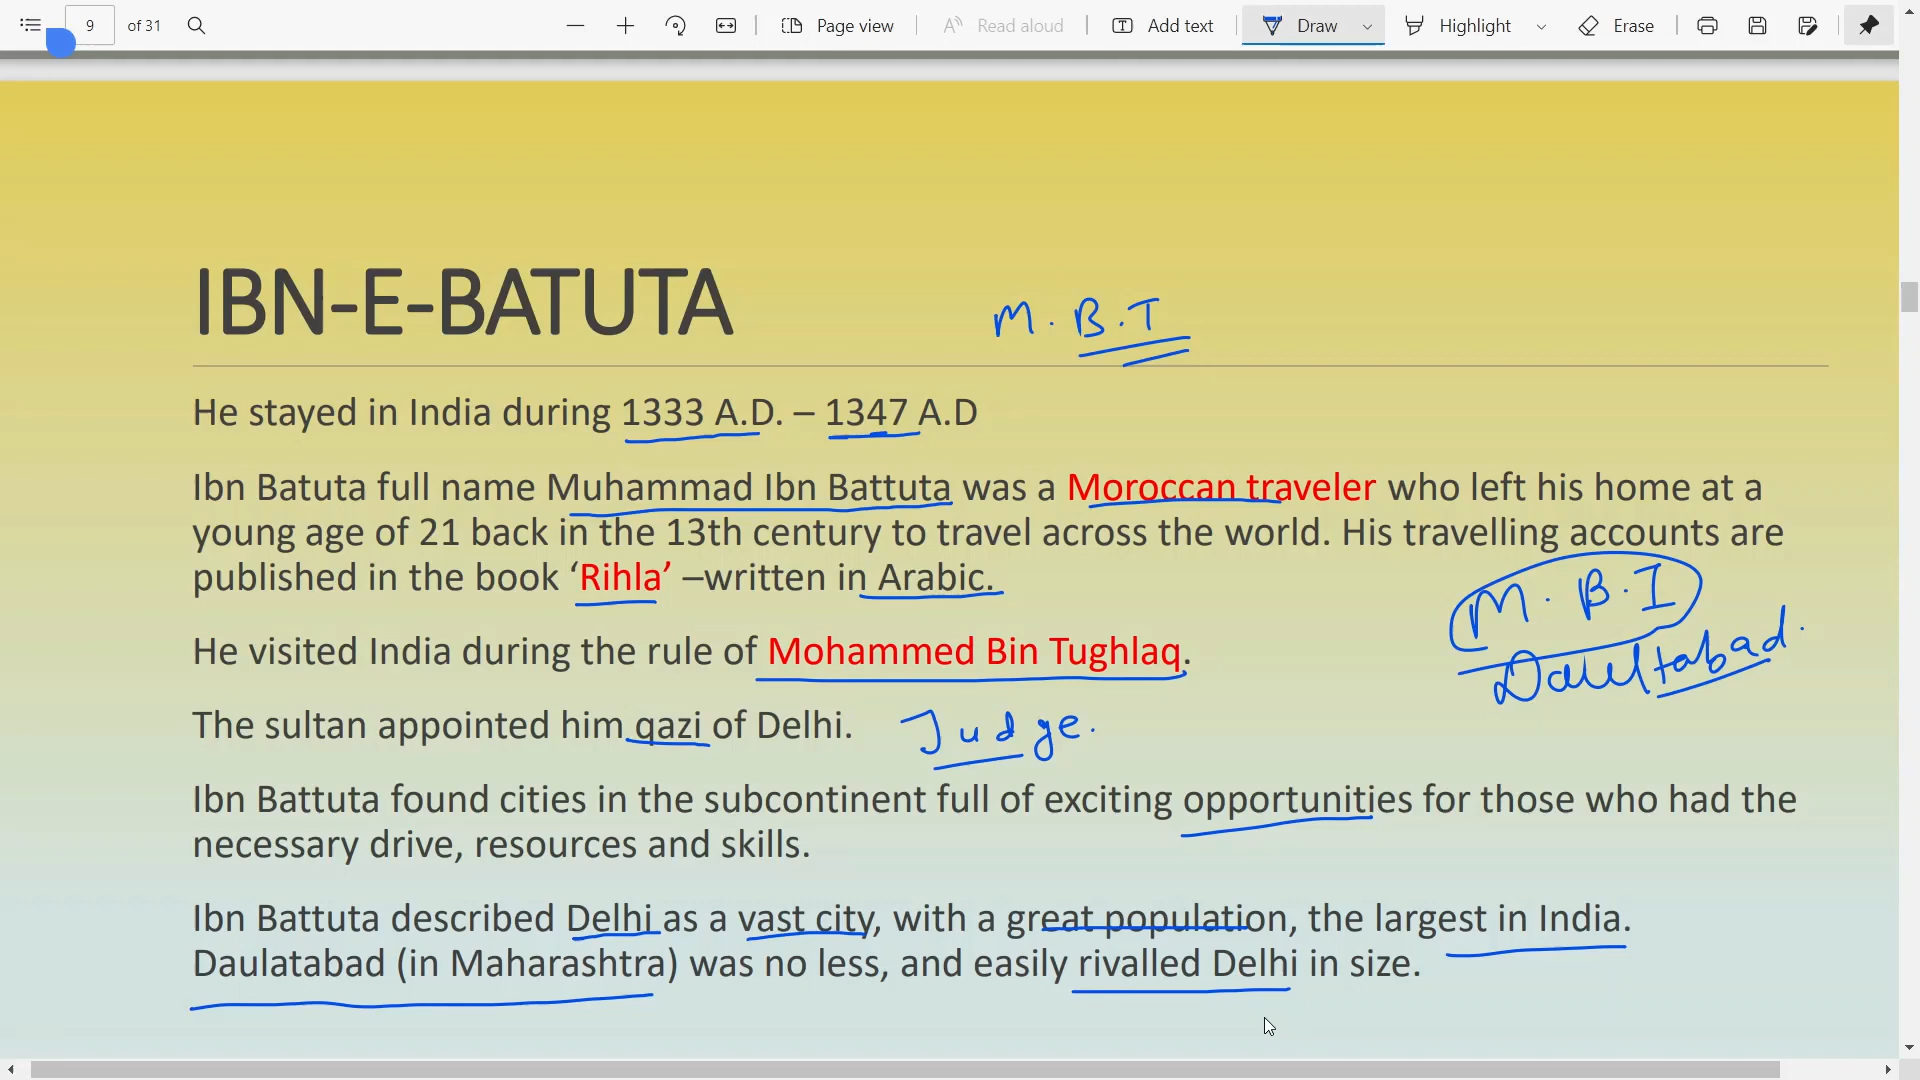 9 of 31 Page view Read aloud Add text Draw Highlight Erase
IBN-E-BATUTA
M.B.T
He stayed in India during 1333 A.D. – 1347 A.D
Ibn Batuta full name Muhammad Ibn Battuta was a Moroccan traveler who left his home at a
young age of 21 back in the 13th century to travel across the world. His travelling accounts are
published in the book ‘Rihla’ –written in Arabic.
M.B.I
He visited India during the rule of Mohammed Bin Tughlaq.
Daultabad.
The sultan appointed him qazi of Delhi. Judge.
Ibn Battuta found cities in the subcontinent full of exciting opportunities for those who had the
necessary drive, resources and skills.
Ibn Battuta described Delhi as a vast city, with a great population, the largest in India.
Daulatabad (in Maharashtra) was no less, and easily rivalled Delhi in size.